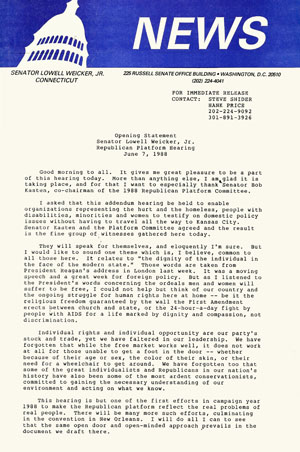 NEWS
SENATOR LOWELL WEICKER, JR.
CONNECTICUT
225 RUSSELL SENATE OFFICE BUILDING • WASHINGTON, D.C. 20510
(202) 224-4041
FOR IMMEDIATE RELEASE
CONTACT: STEVE SNIDER
HANK PRICE
202-224-9092
301-891-3926
Opening Statement
Senator Lowell Weicker, Jr.
Republican Platform Hearing
June 7, 1988
Good morning to all. It gives me great pleasure to be a part
of this hearing today. More than anything else, I am glad it is
taking place, and for that I want to especially thank Senator Bob
Kasten, co-chairman of the 1988 Republican Platform Committee.
I asked that this addendum hearing be held to enable
organizations representing the hurt and the homeless, people with
disabilities, minorities and women to testify on domestic policy
issues without having to travel all the way to Kansas City.
Senator Kasten and the Platform Committee agreed and the result
is the fine group of witnesses gathered here today.
They will speak for themselves, and eloquently I'm sure. But
I would like to sound one theme which is, I believe, common to
all those here. It relates to "the dignity of the individual in
the face of the modern state." Those words are taken from
President Reagan's address in London last week. It was a moving
speech and a great week for foreign policy. But as I listened to
the President's words concerning the ordeals men and women will
suffer to be free, I could not help but think of our country and
the ongoing struggle for human rights here at home -- be it the
religious freedom guaranteed by the wall the First Amendment
erects between church and state, or the 24-hour-a-day fight by
people with AIDS for a life marked by dignity and compassion, not
discrimination.
Individual rights and individual opportunity are our party's
stock and trade, yet we have faltered in our leadership. We have
forgotten that while the free market works well, it does not work
at all for those unable to get a foot in the door -- whether
because of their age or sex, the color of their skin, or their
need for a wheelchair to get around. We have forgotten too that
some of the great individualists and Republicans in our nation's
history have also been some of the most ardent conservationists,
committed to gaining the necessary understanding of our
environment and acting on what we know.
This hearing is but one of the first efforts in campaign year
1988 to make the Republican platform reflect the real problems of
real people. There will be many more such efforts, culminating
in the convention in New Orleans. I will do all I can to see
that the same open door and open-minded approach prevails in the
document we draft there.